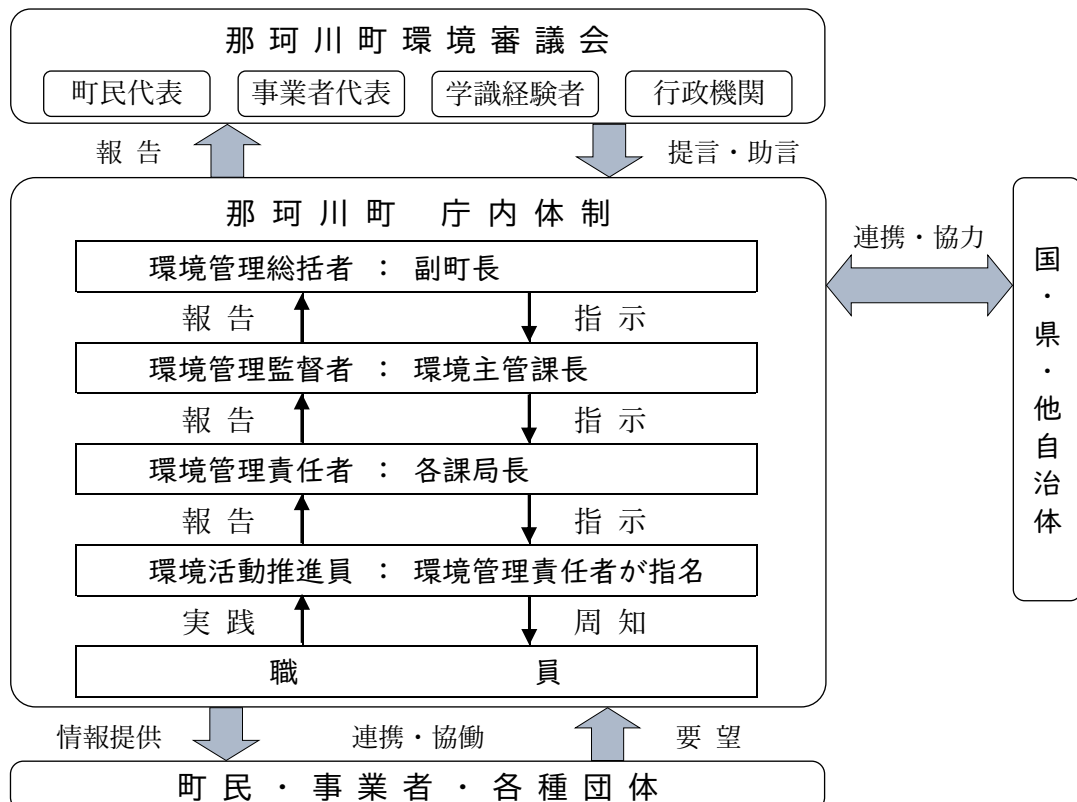 那珂川町環境審議会
町民代表 事業者代表 学識経験者 行政機関
報告 提言・助言
那珂川町 庁内体制
環境管理総括者 : 副町長
報告 指示
環境管理監督者 : 環境主管課長
報告 指示
環境管理責任者 : 各課局長
報告 指示
環境活動推進員 : 環境管理責任者が指名
実践 周知
職員
連携・協力
国・県・他自治体
情報提供 連携・協働 要望
町民・事業者・各種団体